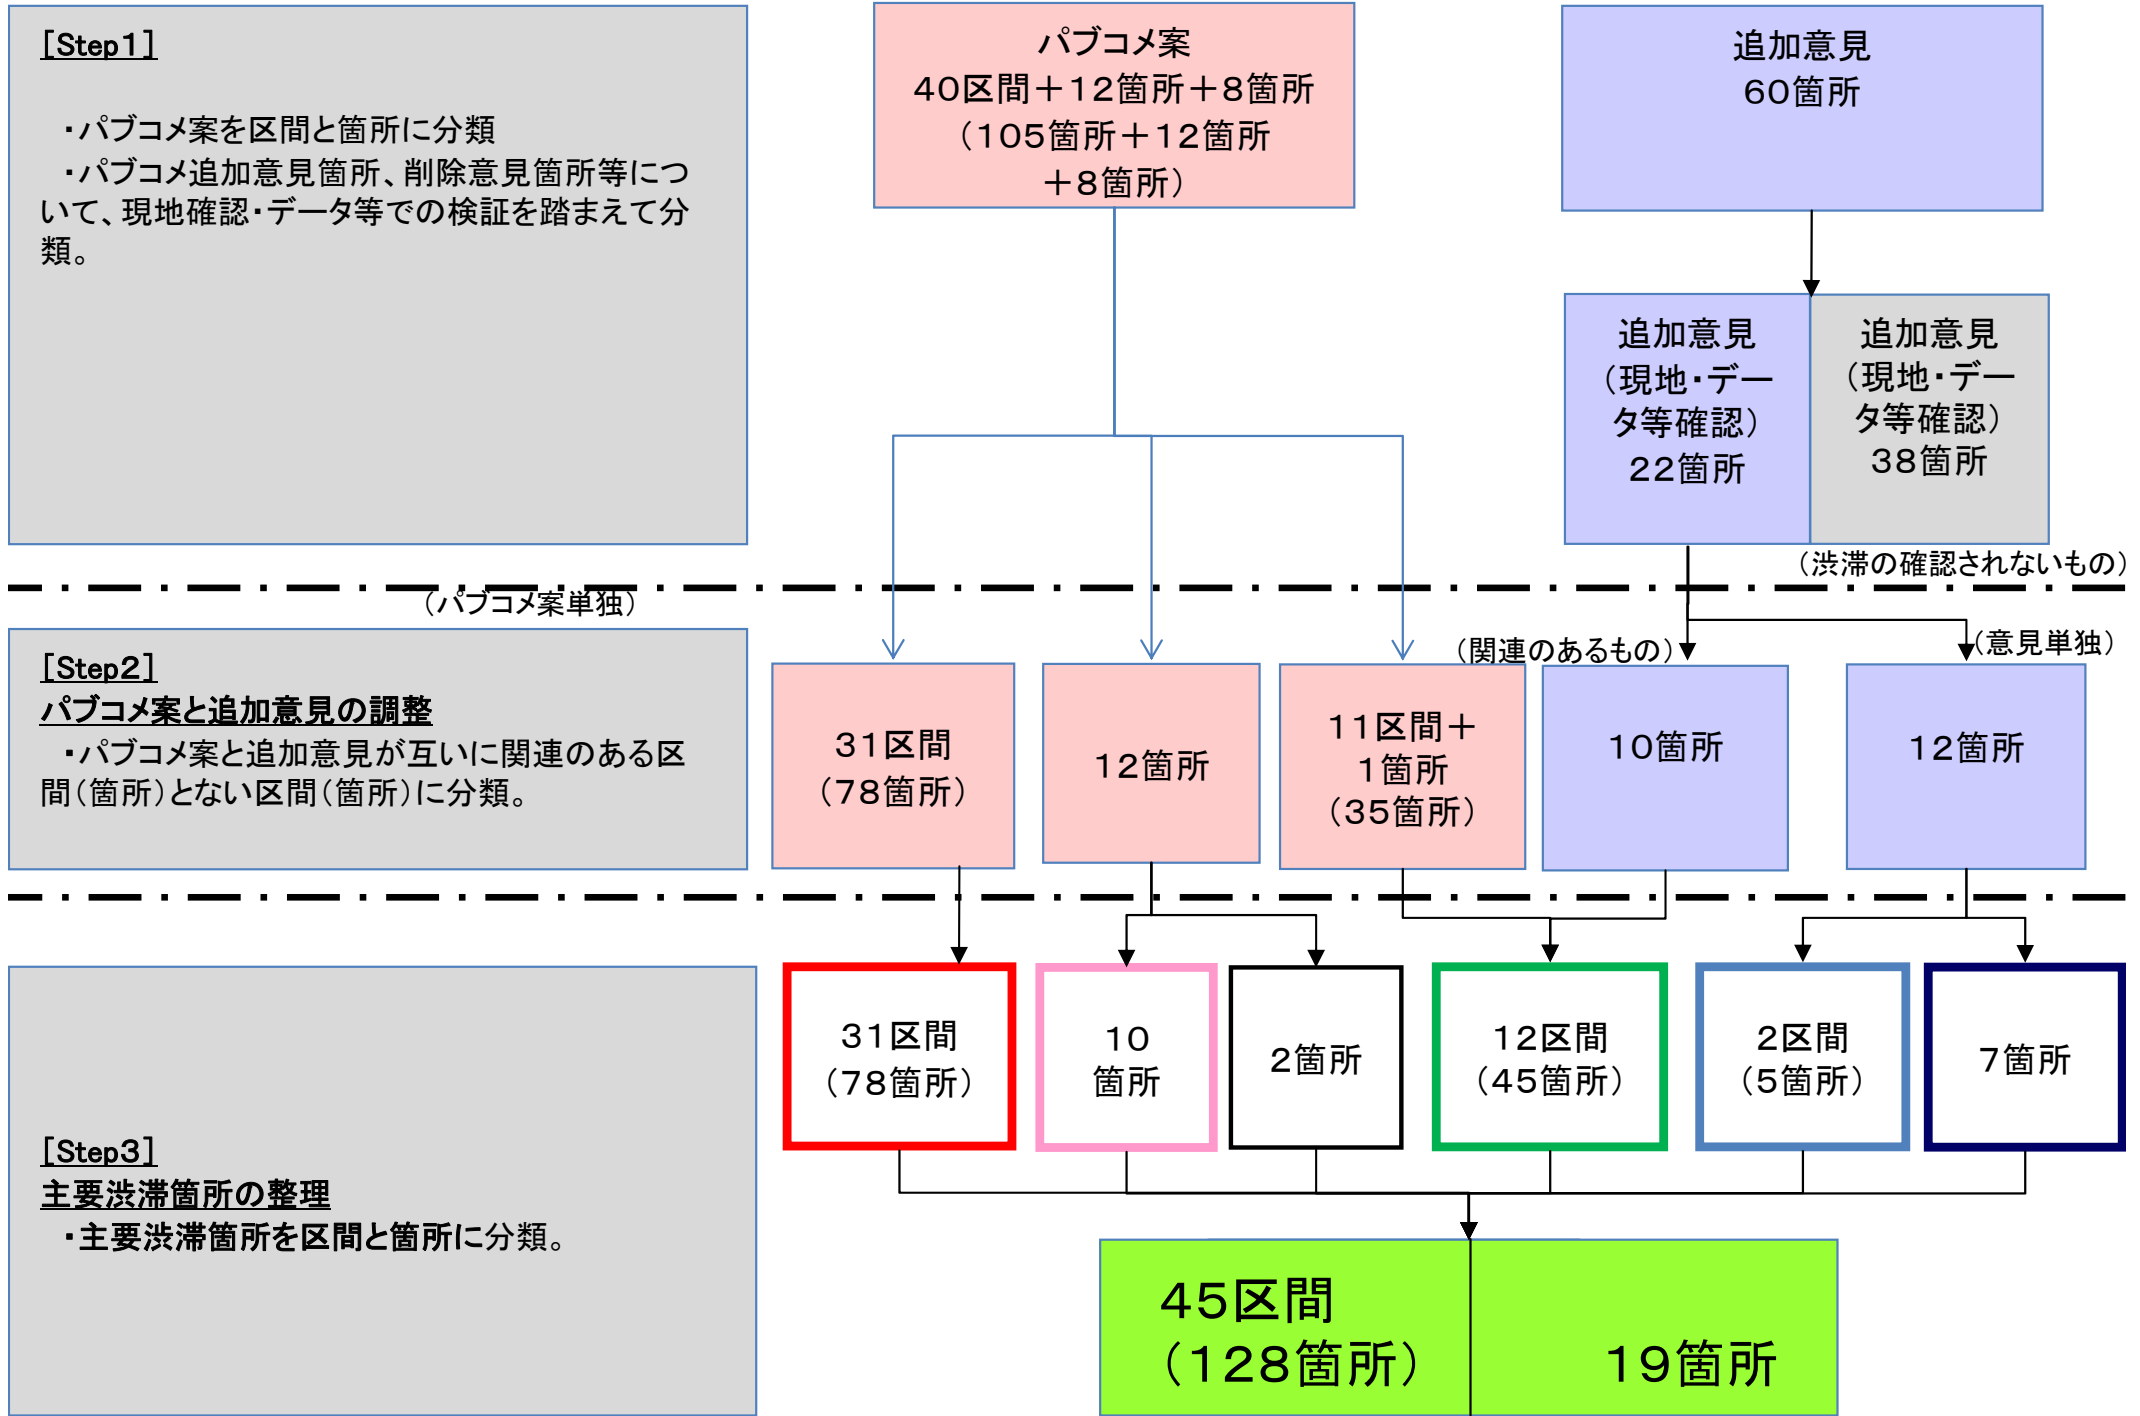 ［Step１］
・パブコメ案を区間と箇所に分類
・パブコメ追加意見箇所、削除意見箇所等につ
いて、現地確認・データ等での検証を踏まえて分
類。
パブコメ案
４０区間＋１２箇所＋８箇所
（１０５箇所＋１２箇所
＋８箇所）
追加意見
６０箇所
追加意見
（現地・デー
タ等確認）
２２箇所
追加意見
（現地・デー
タ等確認）
３８箇所
（渋滞の確認されないもの）
（パブコメ案単独）
（関連のあるもの）
（意見単独）
［Step２］
パブコメ案と追加意見の調整
・パブコメ案と追加意見が互いに関連のある区
間（箇所）とない区間（箇所）に分類。
３１区間
（７８箇所）
１２箇所
１１区間＋
１箇所
（３５箇所）
１０箇所
１２箇所
［Step３］
主要渋滞箇所の整理
・主要渋滞箇所を区間と箇所に分類。
３１区間
（７８箇所）
１０
箇所
２箇所
１２区間
（４５箇所）
２区間
（５箇所）
７箇所
４５区間
（１２８箇所）
１９箇所